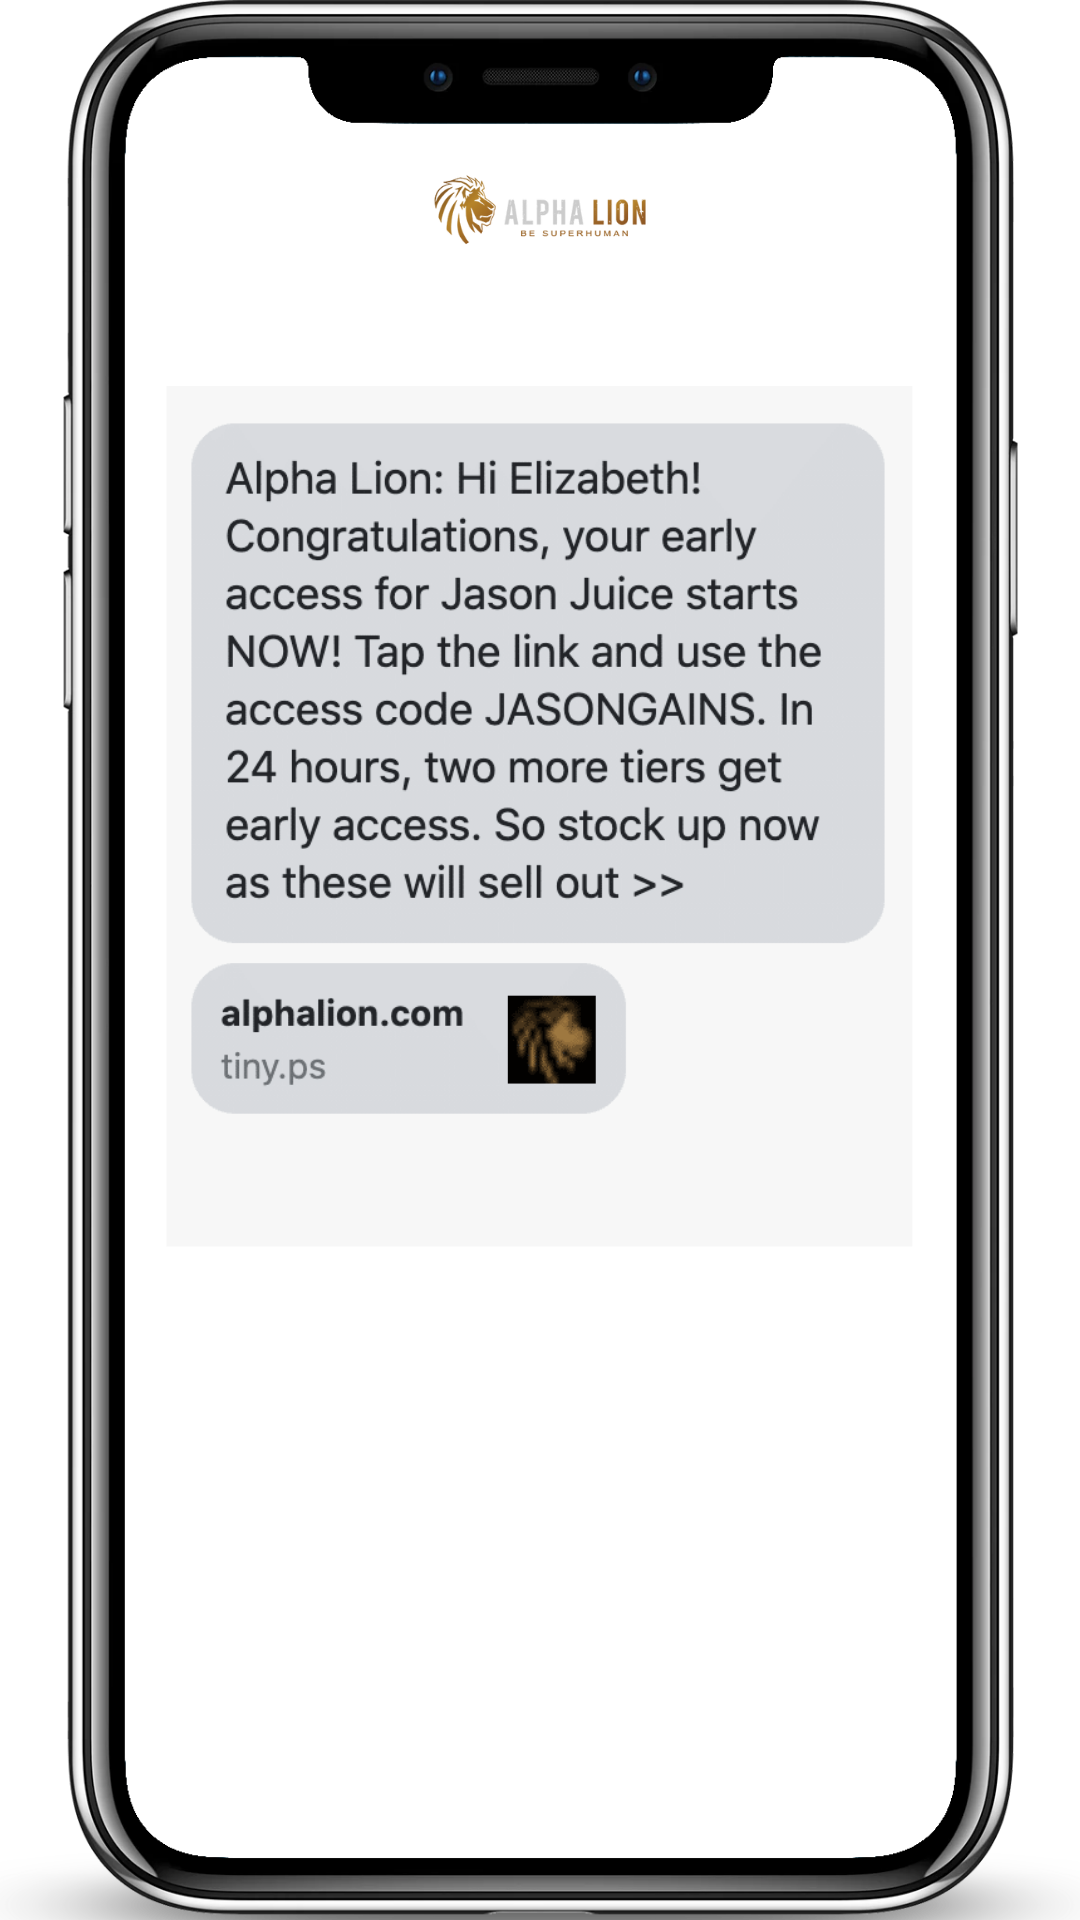 ALPHA LION
BE SUPERHUMAN
Alpha Lion: Hi Elizabeth!
Congratulations, your early
access for Jason Juice starts
NOW! Tap the link and use the
access code JASONGAINS. In
24 hours, two more tiers get
early access. So stock up now
as these will sell out >>
alphalion.com
tiny.ps